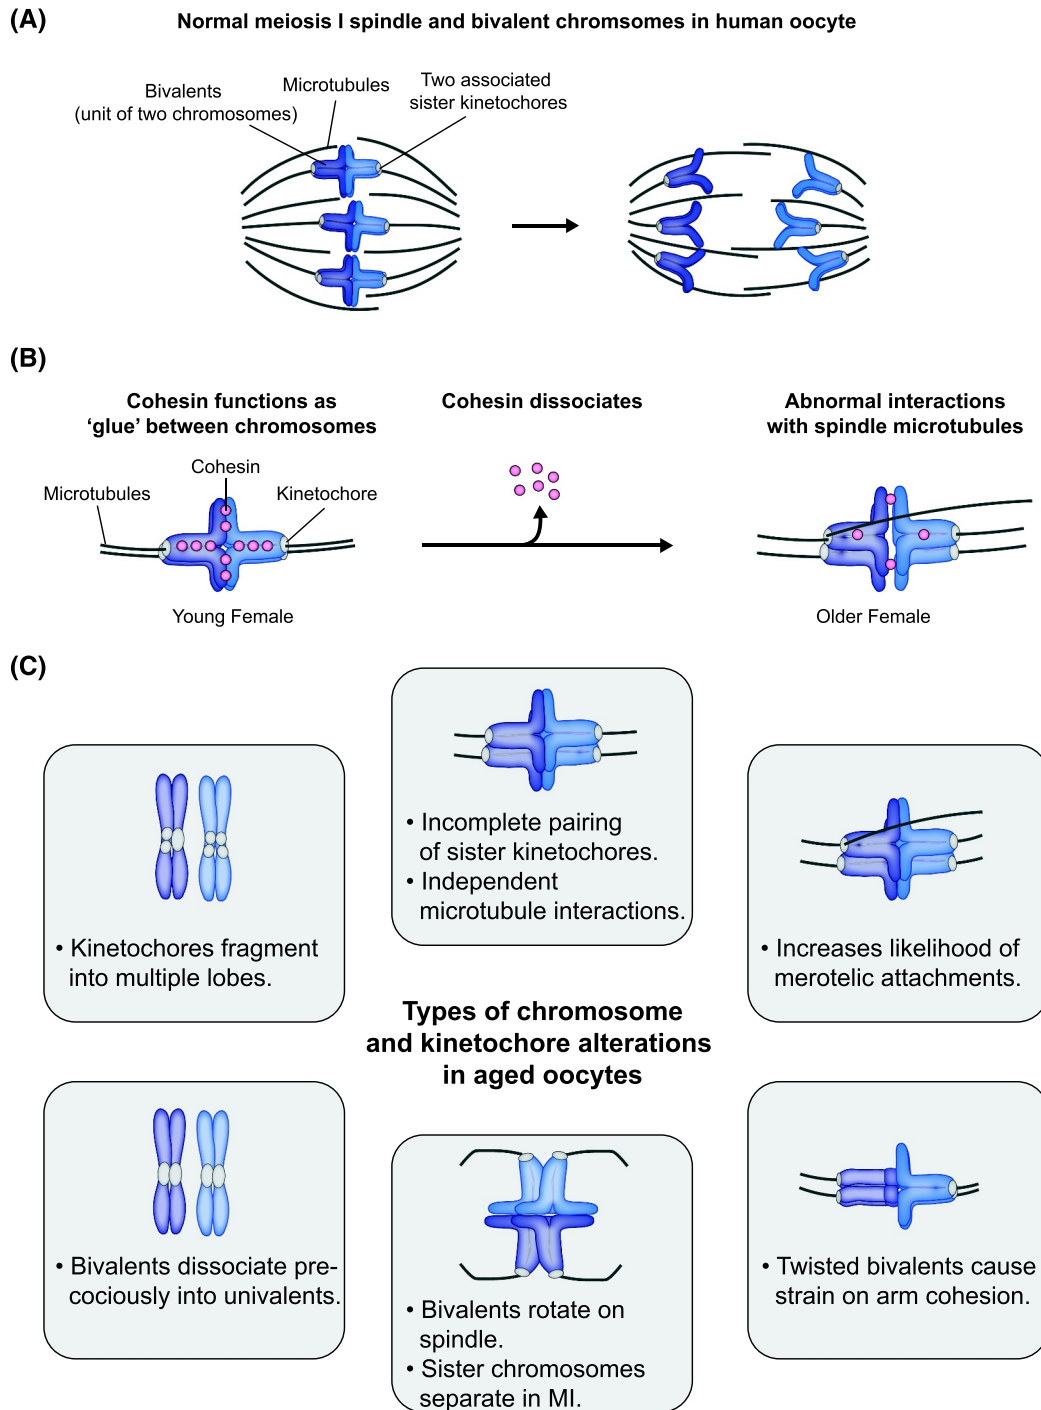 (A)
Normal meiosis I spindle and bivalent chromsomes in human oocyte
Bivalents
(unit of two chromosomes)
Microtubules
Two associated
sister kinetochores
(B)
Cohesin functions as
‘glue’ between chromosomes
Cohesin dissociates
Abnormal interactions
with spindle microtubules
Cohesin
Microtubules
Kinetochore
Young Female
Older Female
(C)
• Incomplete pairing
of sister kinetochores.
• Independent
microtubule interactions.
• Kinetochores fragment
into multiple lobes.
• Increases likelihood of
merotelic attachments.
Types of chromosome
and kinetochore alterations
in aged oocytes
• Bivalents dissociate pre-
cociously into univalents.
• Bivalents rotate on
spindle.
• Sister chromosomes
separate in MI.
• Twisted bivalents cause
strain on arm cohesion.